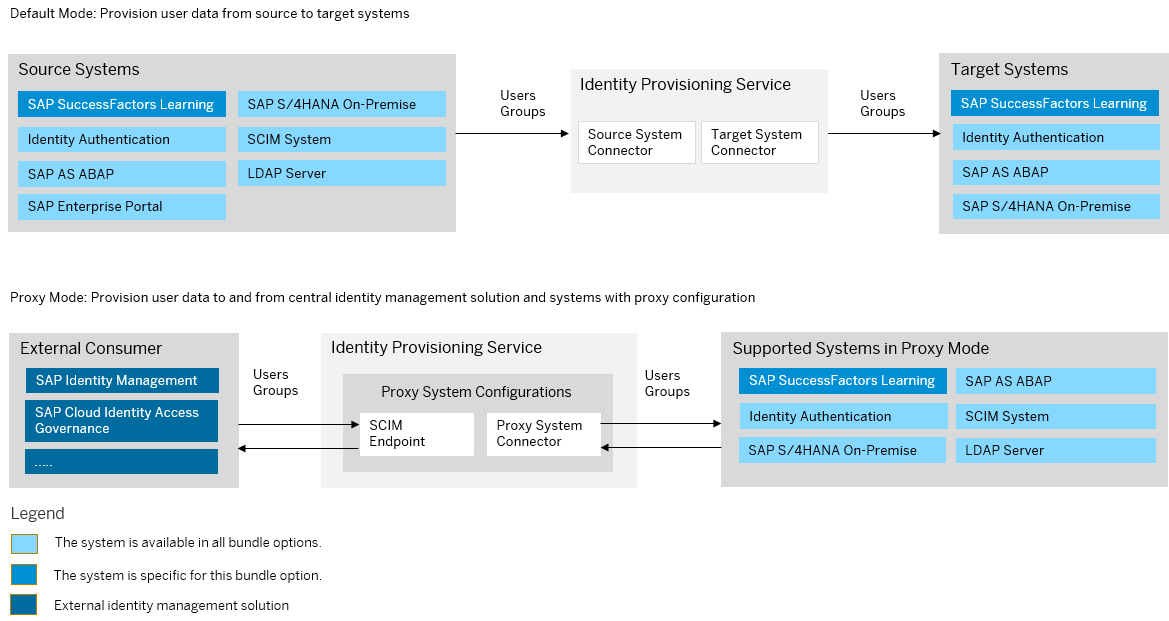 Default Mode: Provision user data from source to target systems
Source Systems
SAP SuccessFactors Learning
SAP S/4HANA On-Premise
Identity Authentication
SCIM System
SAP AS ABAP
LDAP Server
SAP Enterprise Portal
Users
Groups
Identity Provisioning Service
Source System
Connector
Target System
Connector
Users
Groups
Target Systems
SAP SuccessFactors Learning
Identity Authentication
SAP AS ABAP
SAP S/4HANA On-Premise
Proxy Mode: Provision user data to and from central identity management solution and systems with proxy configuration
External Consumer
SAP Identity Management
SAP Cloud Identity Access
Governance
.....
Users
Groups
Identity Provisioning Service
Proxy System Configurations
SCIM
Endpoint
Proxy System
Connector
Users
Groups
Supported Systems in Proxy Mode
SAP SuccessFactors Learning
SAP AS ABAP
Identity Authentication
SCIM System
SAP S/4HANA On-Premise
LDAP Server
Legend
The system is available in all bundle options.
The system is specific for this bundle option.
External identity management solution